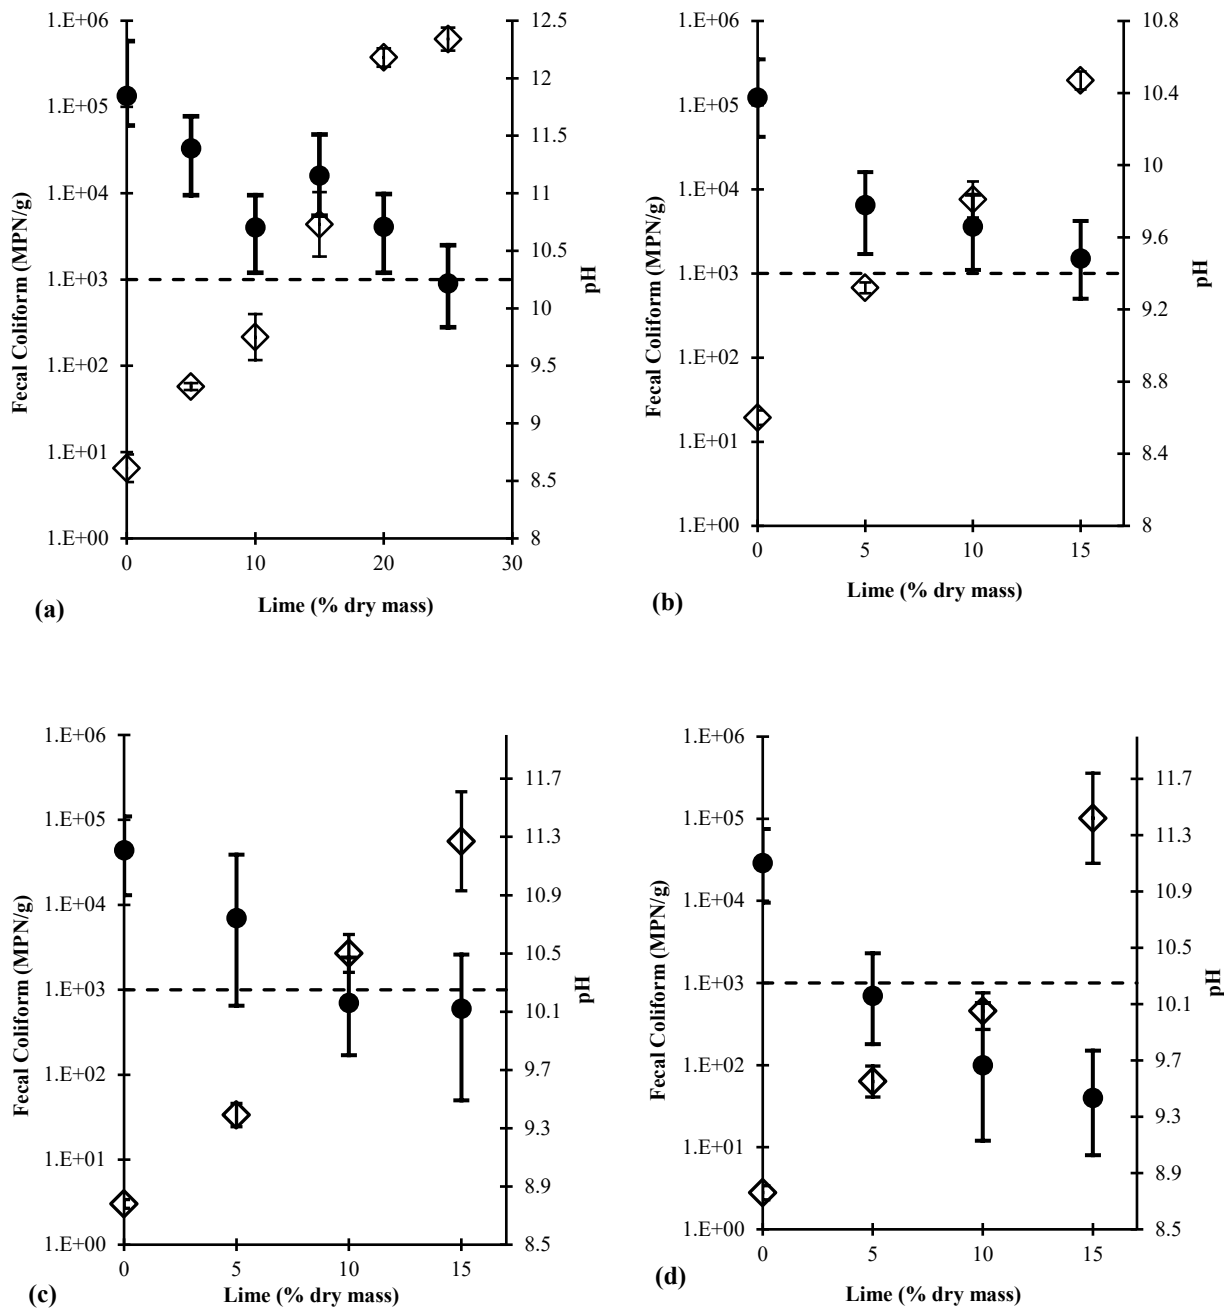 1.E+06
1.E+05
1.E+04
1.E+03
1.E+02
1.E+01
1.E+00
Fecal Coliform (MPN/g)
12.5
12
11.5
11
10.5
10
9.5
9
8.5
8
pH
0 10 20 30
Lime (% dry mass)
(a)
1.E+06
1.E+05
1.E+04
1.E+03
1.E+02
1.E+01
1.E+00
Fecal Coliform (MPN/g)
10.8
10.4
10
9.6
9.2
8.8
8.4
8
pH
0 5 10 15
Lime (% dry mass)
(b)
1.E+06
1.E+05
1.E+04
1.E+03
1.E+02
1.E+01
1.E+00
Fecal Coliform (MPN/g)
11.7
11.3
10.9
10.5
10.1
9.7
9.3
8.9
8.5
pH
0 5 10 15
Lime (% dry mass)
(c)
1.E+06
1.E+05
1.E+04
1.E+03
1.E+02
1.E+01
1.E+00
Fecal Coliform (MPN/g)
11.7
11.3
10.9
10.5
10.1
9.7
9.3
8.9
8.5
pH
0 5 10 15
Lime (% dry mass)
(d)